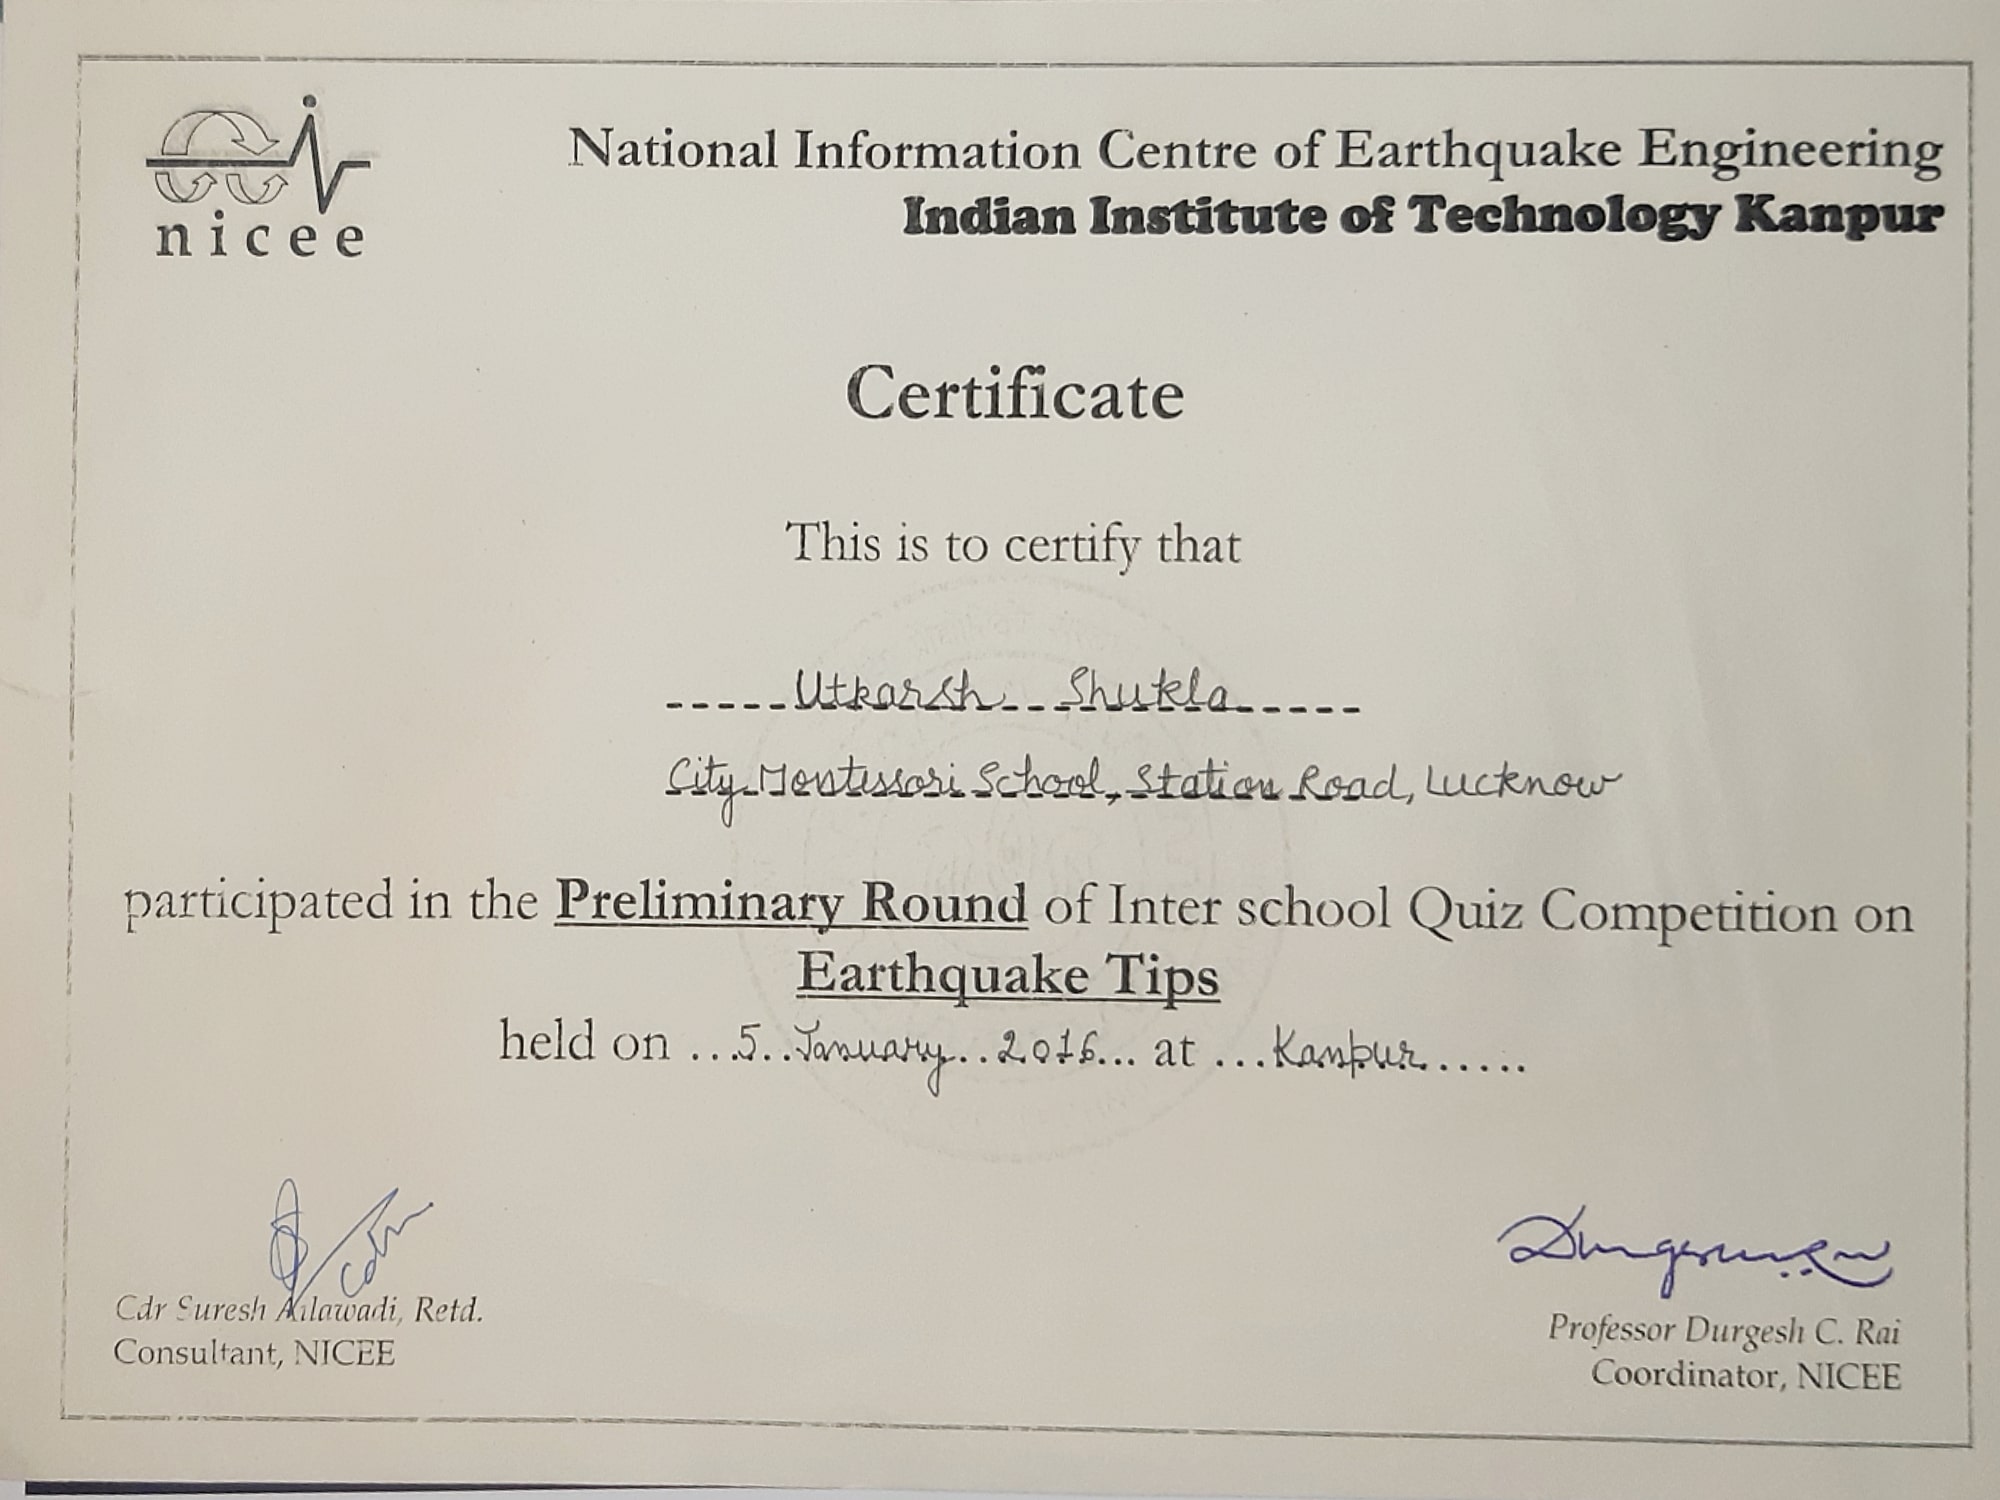 nicee
National Information Centre of Earthquake Engineering
Indian Institute of Technology Kanpur
Certificate
This is to certify that
-----Utkarsh---Shukla-----
City Montessori School, Station Road, Lucknow
participated in the Preliminary Round of Inter school Quiz Competition on
Earthquake Tips
held on ...5..January..2016... at ...Kanpur......
Cdr Suresh Ailawadi, Retd.
Consultant, NICEE
Professor Durgesh C. Rai
Coordinator, NICEE